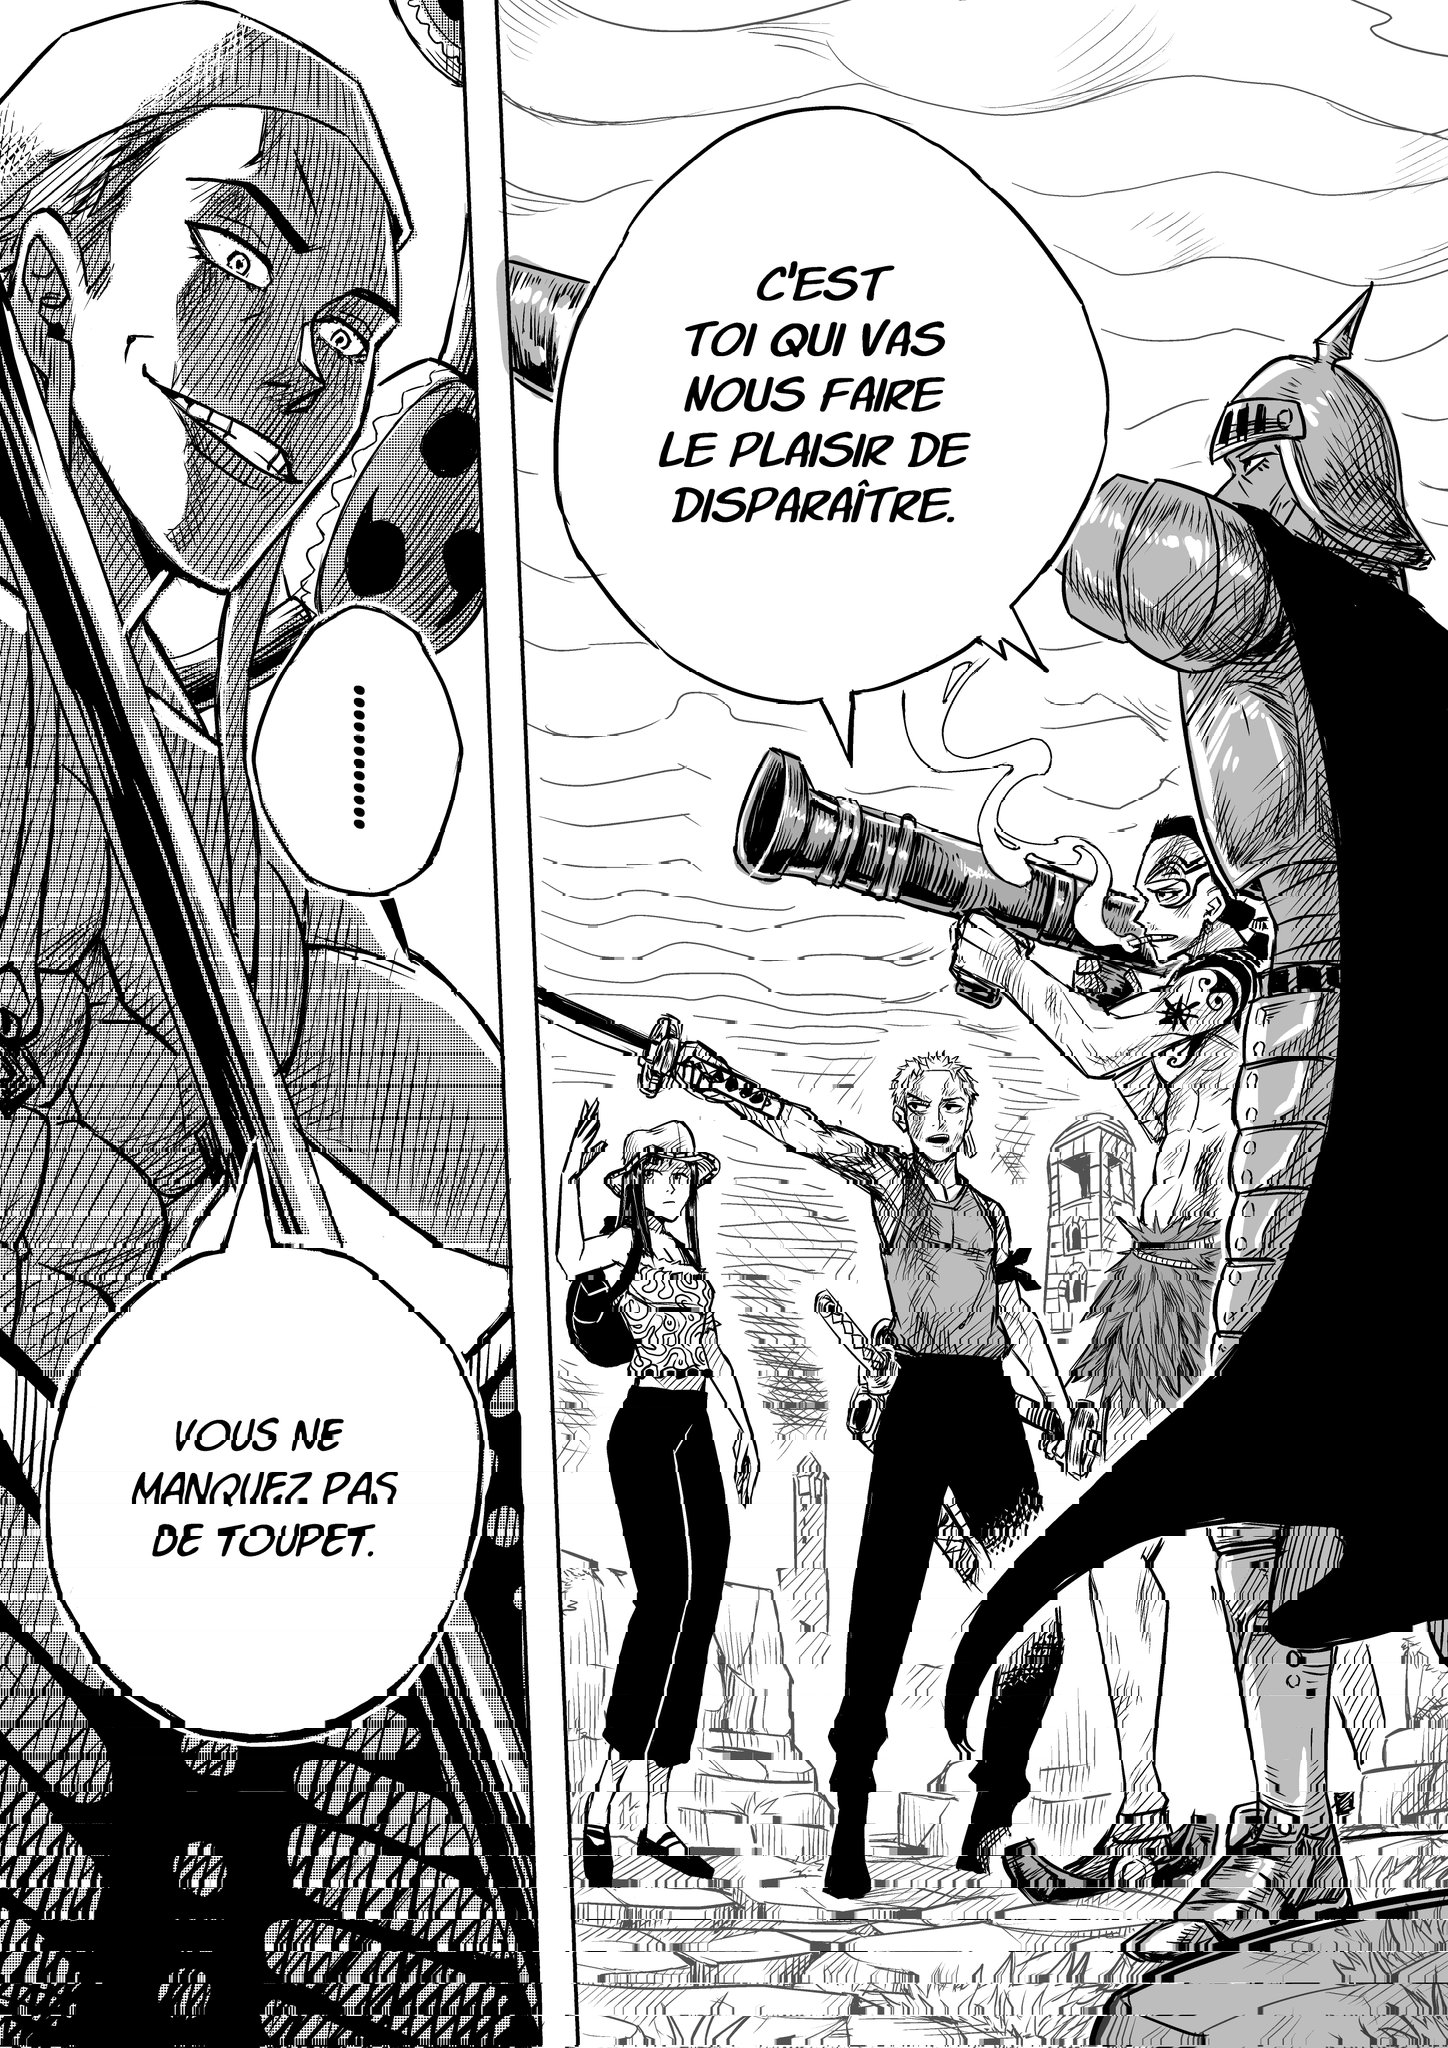 C'EST
TOI QUI VAS
NOUS FAIRE
LE PLAISIR DE
DISPARAÎTRE.
............
VOUS NE
MANQUEZ PAS
DE TOUPET.